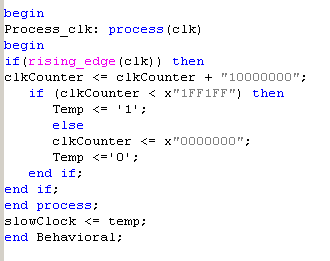 begin
Process_clk: process(clk)
begin
if(rising_edge(clk)) then
clkCounter <= clkCounter + "10000000";
if (clkCounter < x"1FF1FF") then
Temp <= '1';
else
clkCounter <= x"0000000";
Temp <='0';
end if;
end if;
end process;
slowClock <= temp;
end Behavioral;